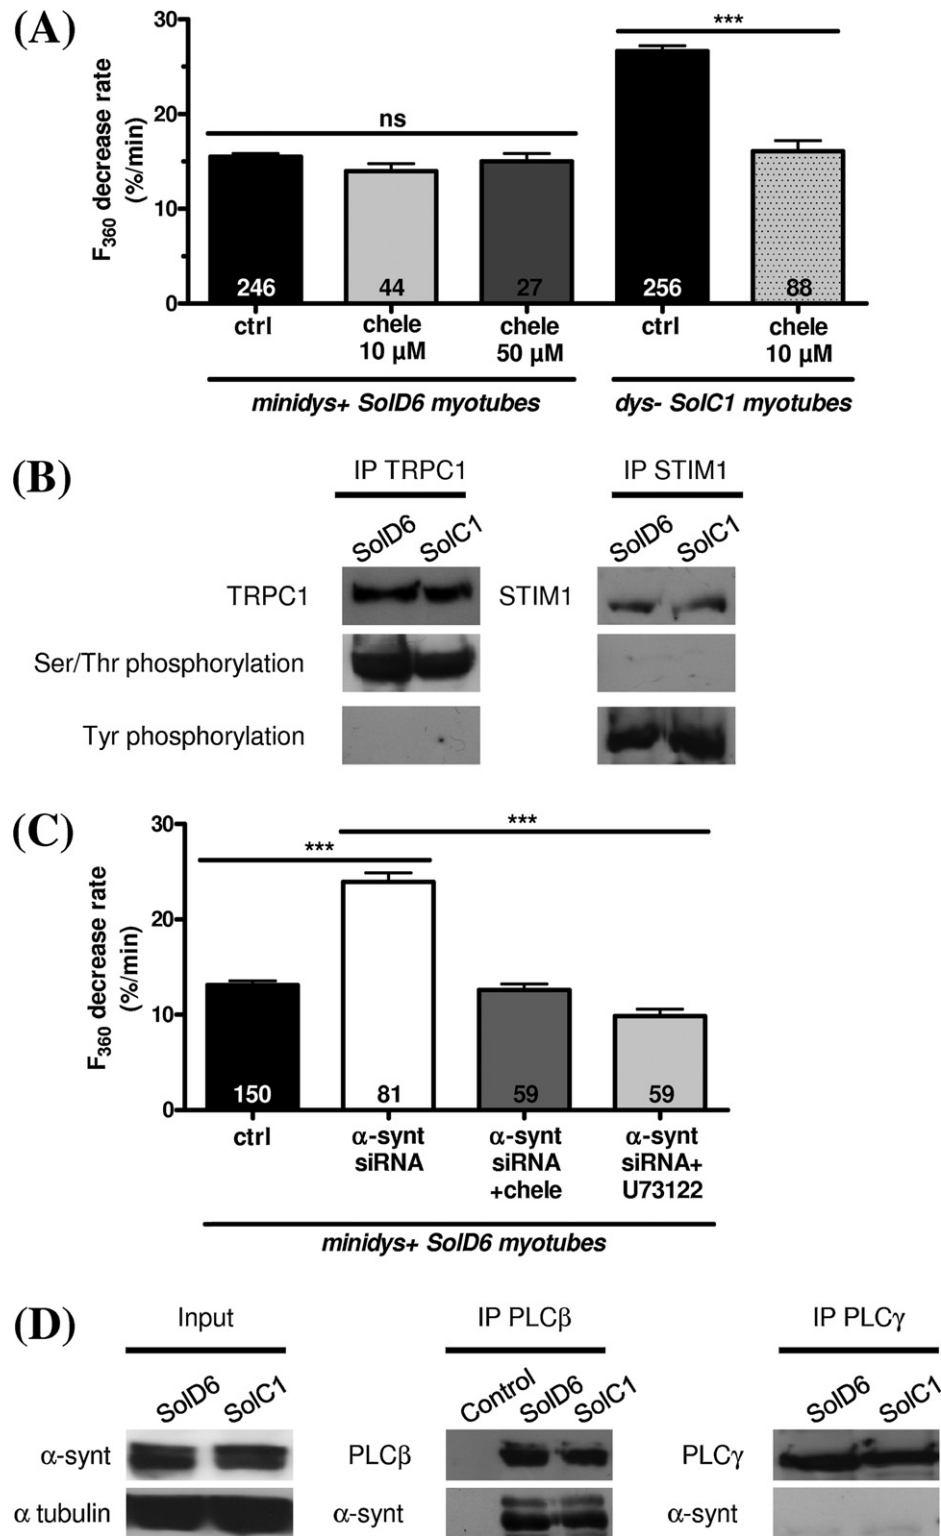 (A)
***
30
ns
20
10
0
F360 decrease rate
(%/min)
246 44 27 256 88
ctrl chele chele ctrl chele
10 µM 50 µM 10 µM
minidys+ SolD6 myotubes dys- SolC1 myotubes
(B)
IP TRPC1 IP STIM1
SolD6 SolC1 SolD6 SolC1
TRPC1 STIM1
Ser/Thr phosphorylation
Tyr phosphorylation
(C)
***
***
30
20
10
0
F360 decrease rate
(%/min)
150 81 59 59
ctrl α-synt α-synt α-synt
siRNA siRNA siRNA+
+chele U73122
minidys+ SolD6 myotubes
(D)
Input IP PLCβ IP PLCγ
SolD6 SolC1 Control SolD6 SolC1 SolD6 SolC1
α-synt PLCβ PLCγ
α tubulin α-synt α-synt